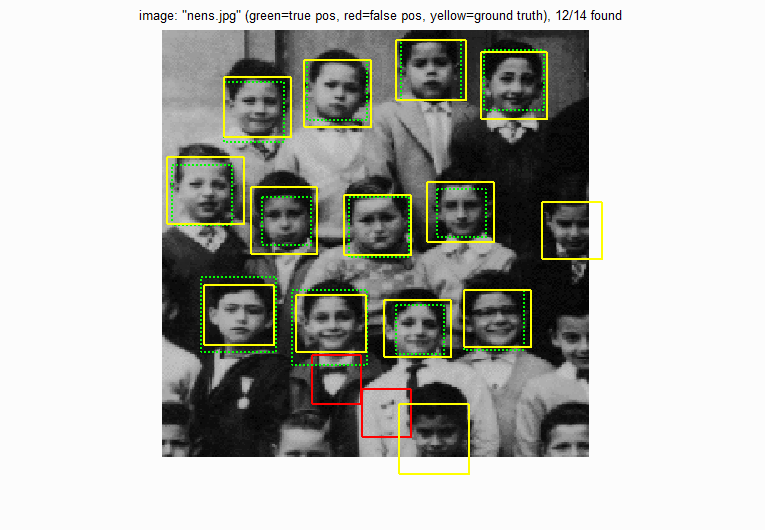 image: "nens.jpg" (green=true pos, red=false pos, yellow=ground truth), 12/14 found